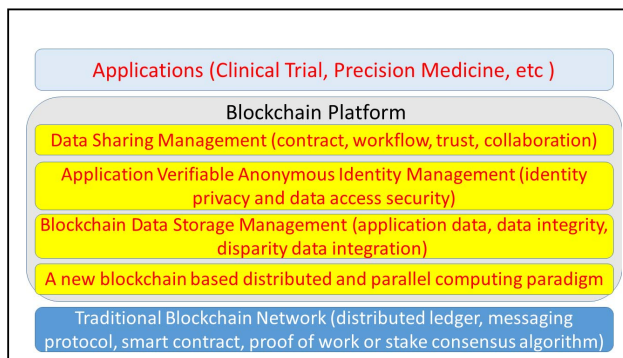 Applications (Clinical Trial, Precision Medicine, etc )
Blockchain Platform
Data Sharing Management (contract, workflow, trust, collaboration)
Application Verifiable Anonymous Identity Management (identity
privacy and data access security)
Blockchain Data Storage Management (application data, data integrity,
disparity data integration)
A new blockchain based distributed and parallel computing paradigm
Traditional Blockchain Network (distributed ledger, messaging
protocol, smart contract, proof of work or stake consensus algorithm)